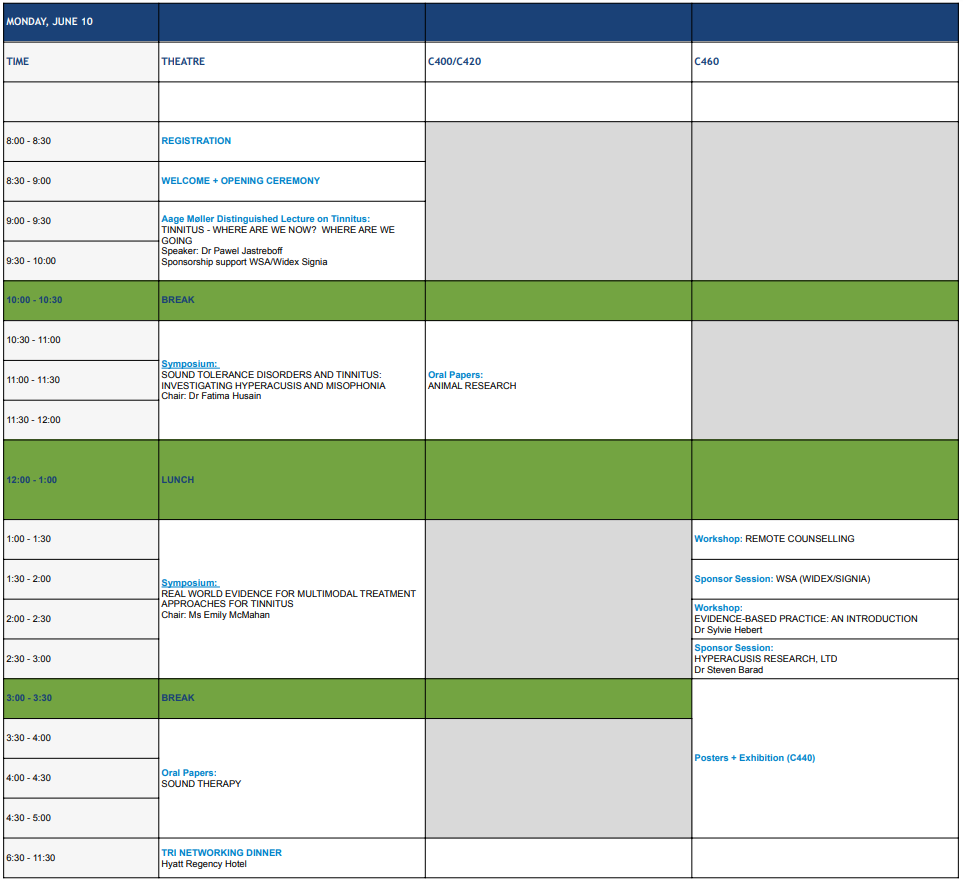 MONDAY, JUNE 10
TIME
THEATRE
C400/C420
C460
8:00 - 8:30
REGISTRATION
8:30 - 9:00
WELCOME + OPENING CEREMONY
9:00 - 9:30
Aage Møller Distinguished Lecture on Tinnitus:
TINNITUS - WHERE ARE WE NOW?  WHERE ARE WE
GOING
Speaker: Dr Pawel Jastreboff
Sponsorship support WSA/Widex Signia
9:30 - 10:00
10:00 - 10:30
BREAK
10:30 - 11:00
11:00 - 11:30
11:30 - 12:00
Symposium:
SOUND TOLERANCE DISORDERS AND TINNITUS:
INVESTIGATING HYPERACUSIS AND MISOPHONIA
Chair: Dr Fatima Husain
Oral Papers:
ANIMAL RESEARCH
12:00 - 1:00
LUNCH
1:00 - 1:30
1:30 - 2:00
2:00 - 2:30
2:30 - 3:00
Symposium:
REAL WORLD EVIDENCE FOR MULTIMODAL TREATMENT
APPROACHES FOR TINNITUS
Chair: Ms Emily McMahan
Workshop: REMOTE COUNSELLING
Sponsor Session: WSA (WIDEX/SIGNIA)
Workshop:
EVIDENCE-BASED PRACTICE: AN INTRODUCTION
Dr Sylvie Hebert
Sponsor Session:
HYPERACUSIS RESEARCH, LTD
Dr Steven Barad
3:00 - 3:30
BREAK
3:30 - 4:00
4:00 - 4:30
4:30 - 5:00
Oral Papers:
SOUND THERAPY
Posters + Exhibition (C440)
6:30 - 11:30
TRI NETWORKING DINNER
Hyatt Regency Hotel